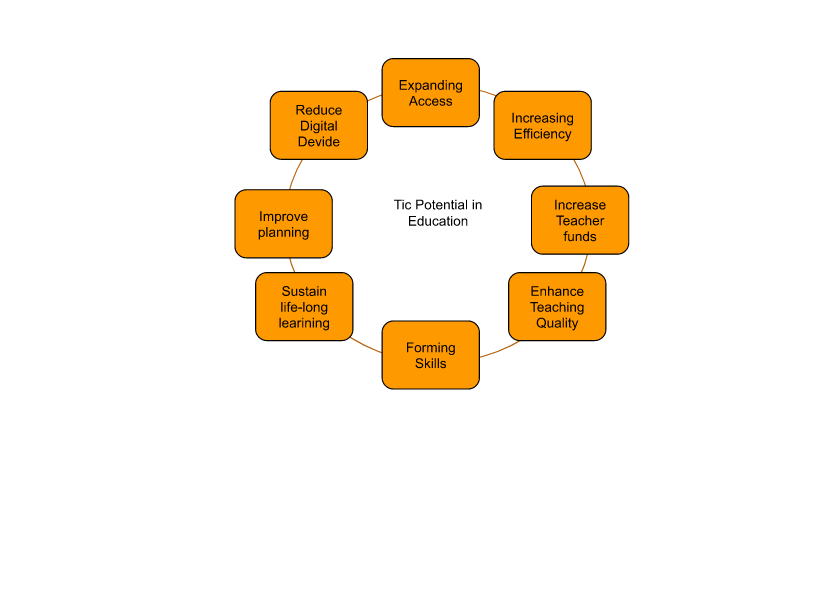 Expanding
Access
Increasing
Efficiency
Increase
Teacher
funds
Enhance
Teaching
Quality
Forming
Skills
Sustain
life-long
learining
Improve
planning
Reduce
Digital
Devide
Tic Potential in
Education